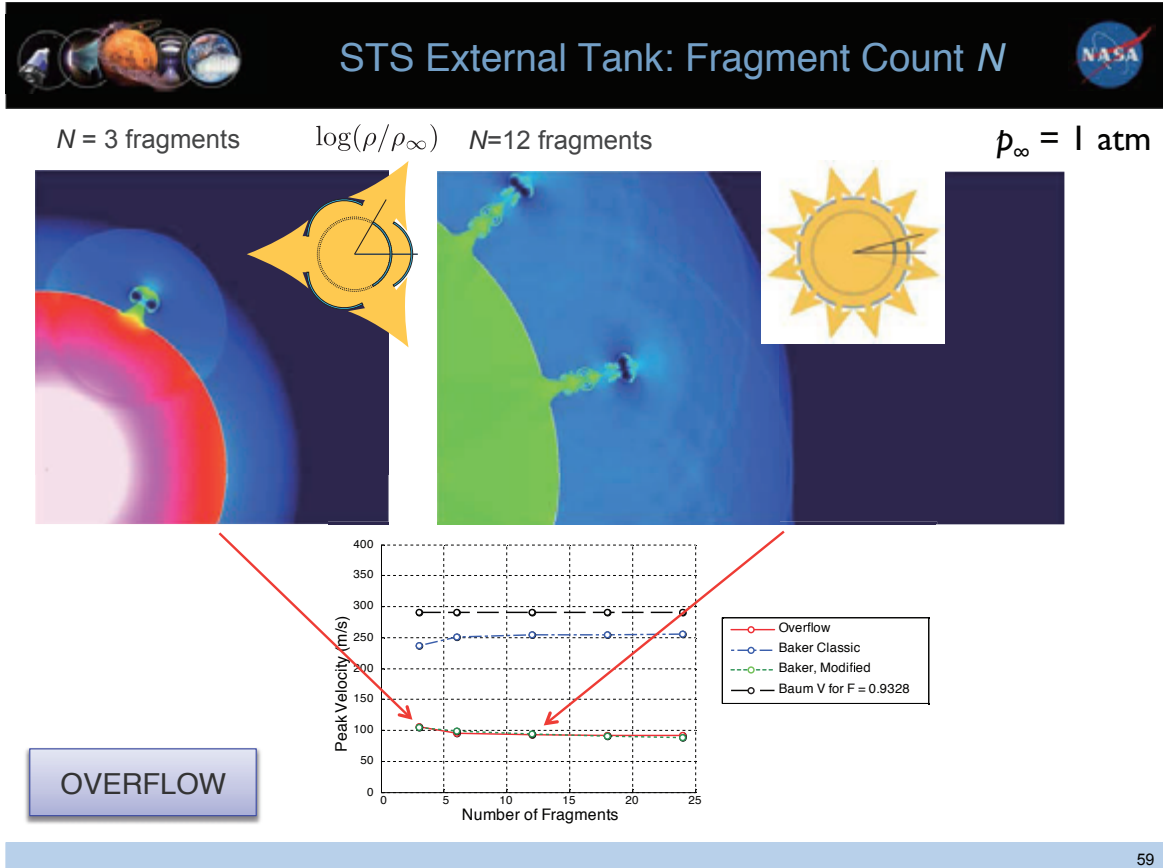 STS External Tank: Fragment Count N
NASA
N = 3 fragments
log(ρ/ρ∞)
N=12 fragments
p∞ = 1 atm
400
350
300
250
200
150
100
50
0
Peak Velocity (m/s)
0 5 10 15 20 25
Number of Fragments
Overflow
Baker Classic
Baker, Modified
Baum V for F = 0.9328
OVERFLOW
59